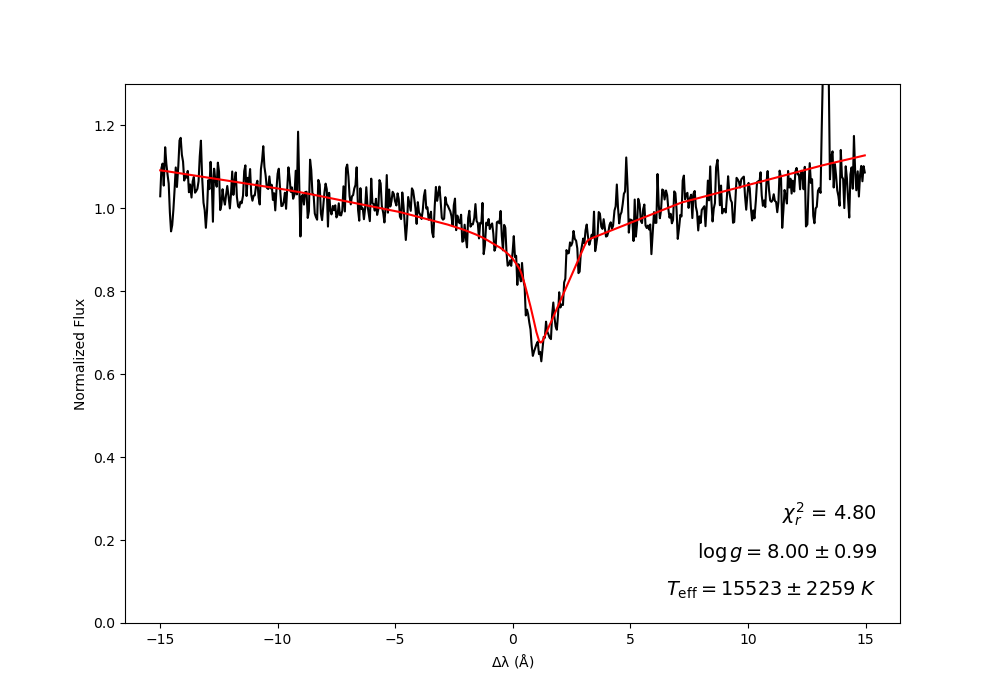 1.2
1.0
0.8
0.6
0.4
0.2
0.0
Normalized Flux
χ²ᵣ = 4.80
log g = 8.00 ± 0.99
T_eff = 15523 ± 2259 K
−15 −10 −5 0 5 10 15
Δλ (Å)